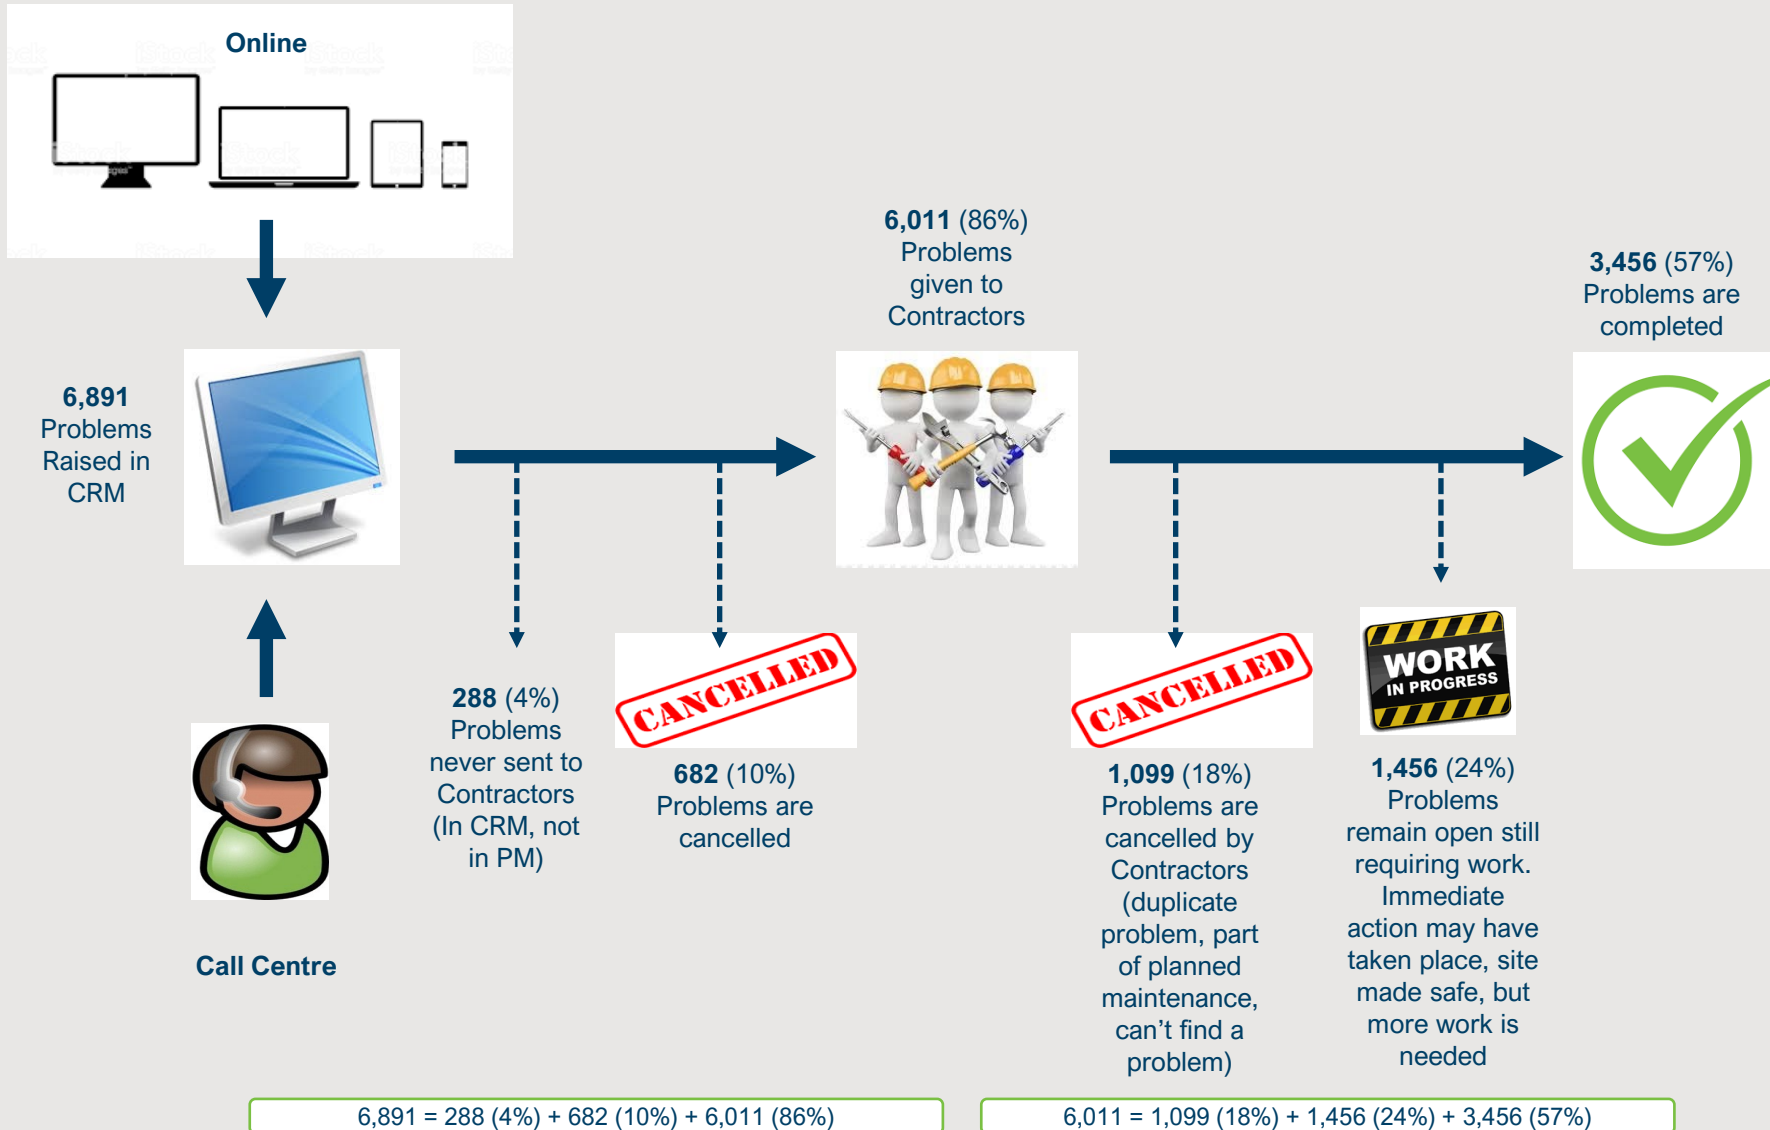 Online
6,891
Problems
Raised in
CRM
Call Centre
288 (4%)
Problems
never sent to
Contractors
(In CRM, not
in PM)
CANCELLED
682 (10%)
Problems are
cancelled
6,011 (86%)
Problems
given to
Contractors
CANCELLED
1,099 (18%)
Problems are
cancelled by
Contractors
(duplicate
problem, part
of planned
maintenance,
can’t find a
problem)
WORK
IN PROGRESS
1,456 (24%)
Problems
remain open still
requiring work.
Immediate
action may have
taken place, site
made safe, but
more work is
needed
3,456 (57%)
Problems are
completed
6,891 = 288 (4%) + 682 (10%) + 6,011 (86%)
6,011 = 1,099 (18%) + 1,456 (24%) + 3,456 (57%)